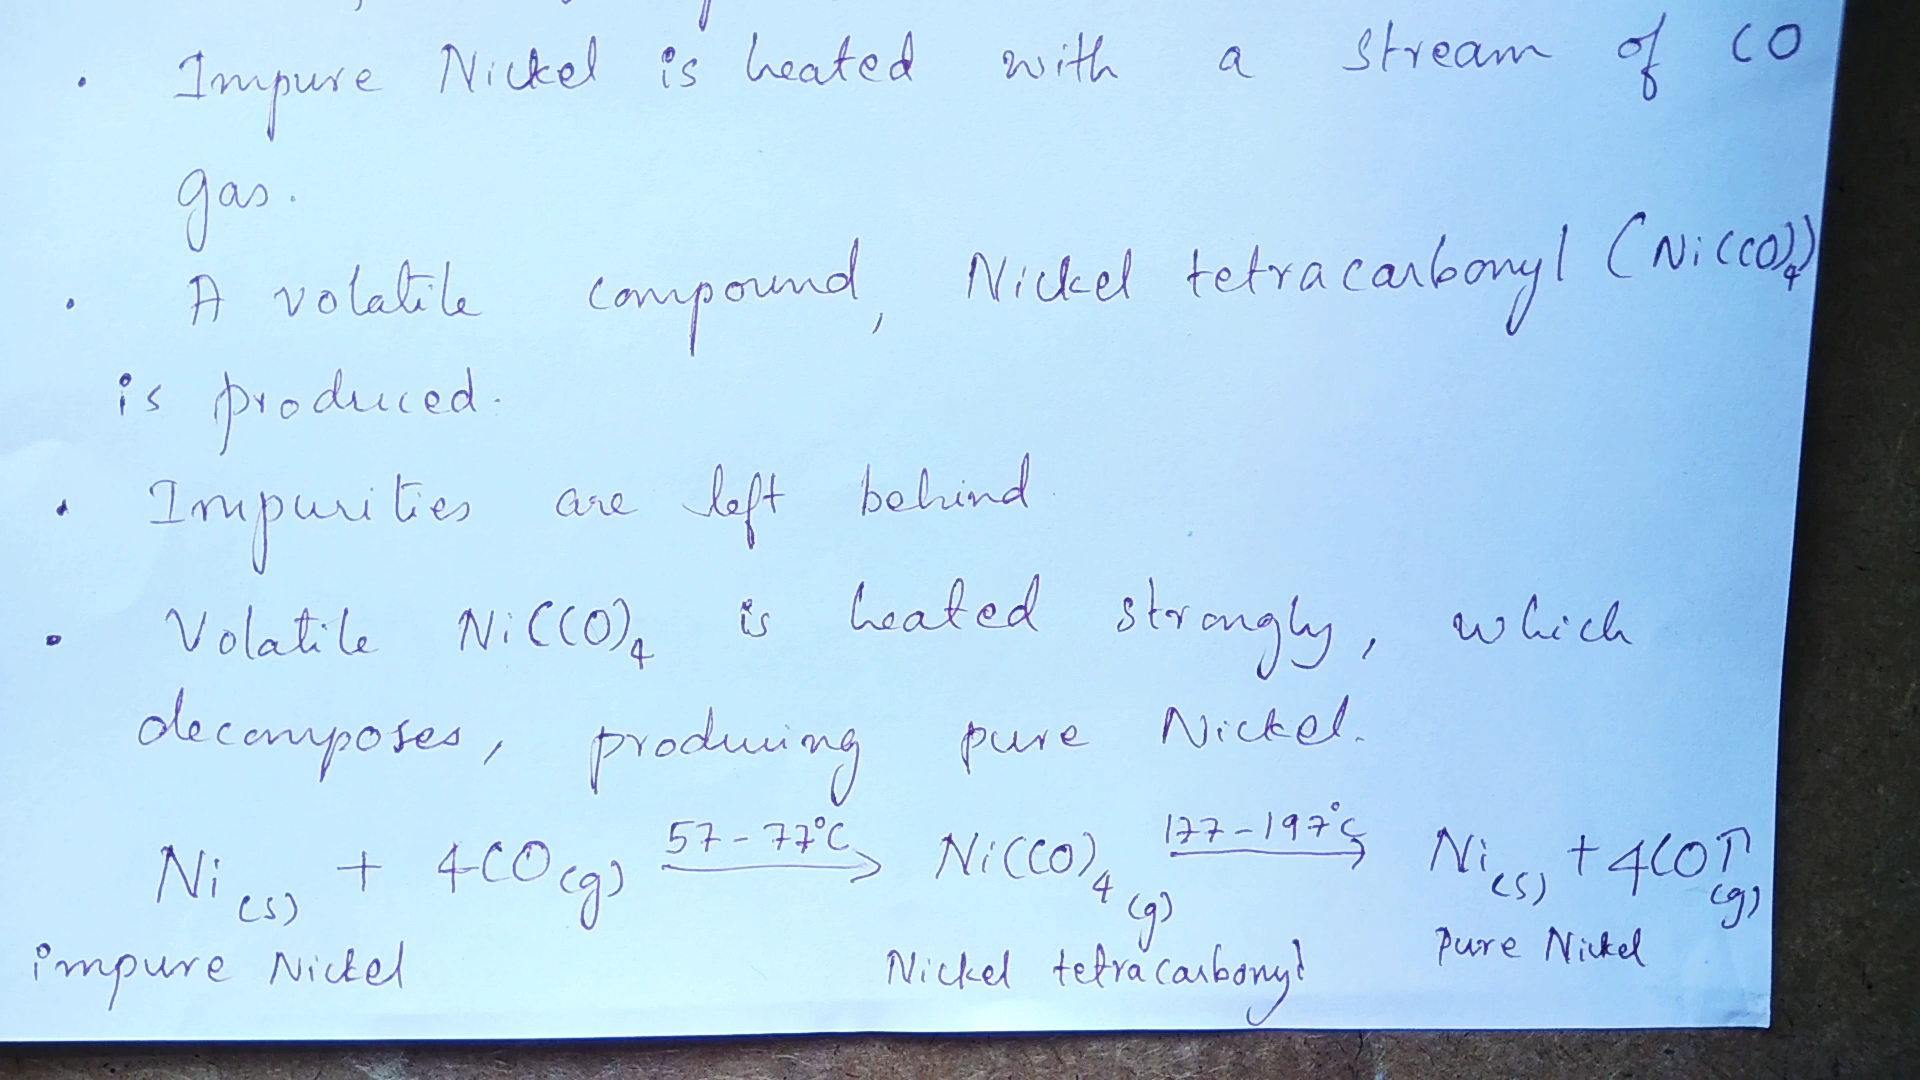 • Impure Nickel is heated with a stream of CO
gas.
• A volatile compound, Nickel tetracarbonyl (Ni(CO)₄)
is produced.
• Impurities are left behind
• Volatile Ni(CO)₄ is heated strongly, which
decomposes, producing pure Nickel.
Ni(s) + 4CO(g) 57-77°C → Ni(CO)₄(g) 177-197°C → Ni(s) + 4CO↑(g)
impure Nickel Nickel tetracarbonyl Pure Nickel